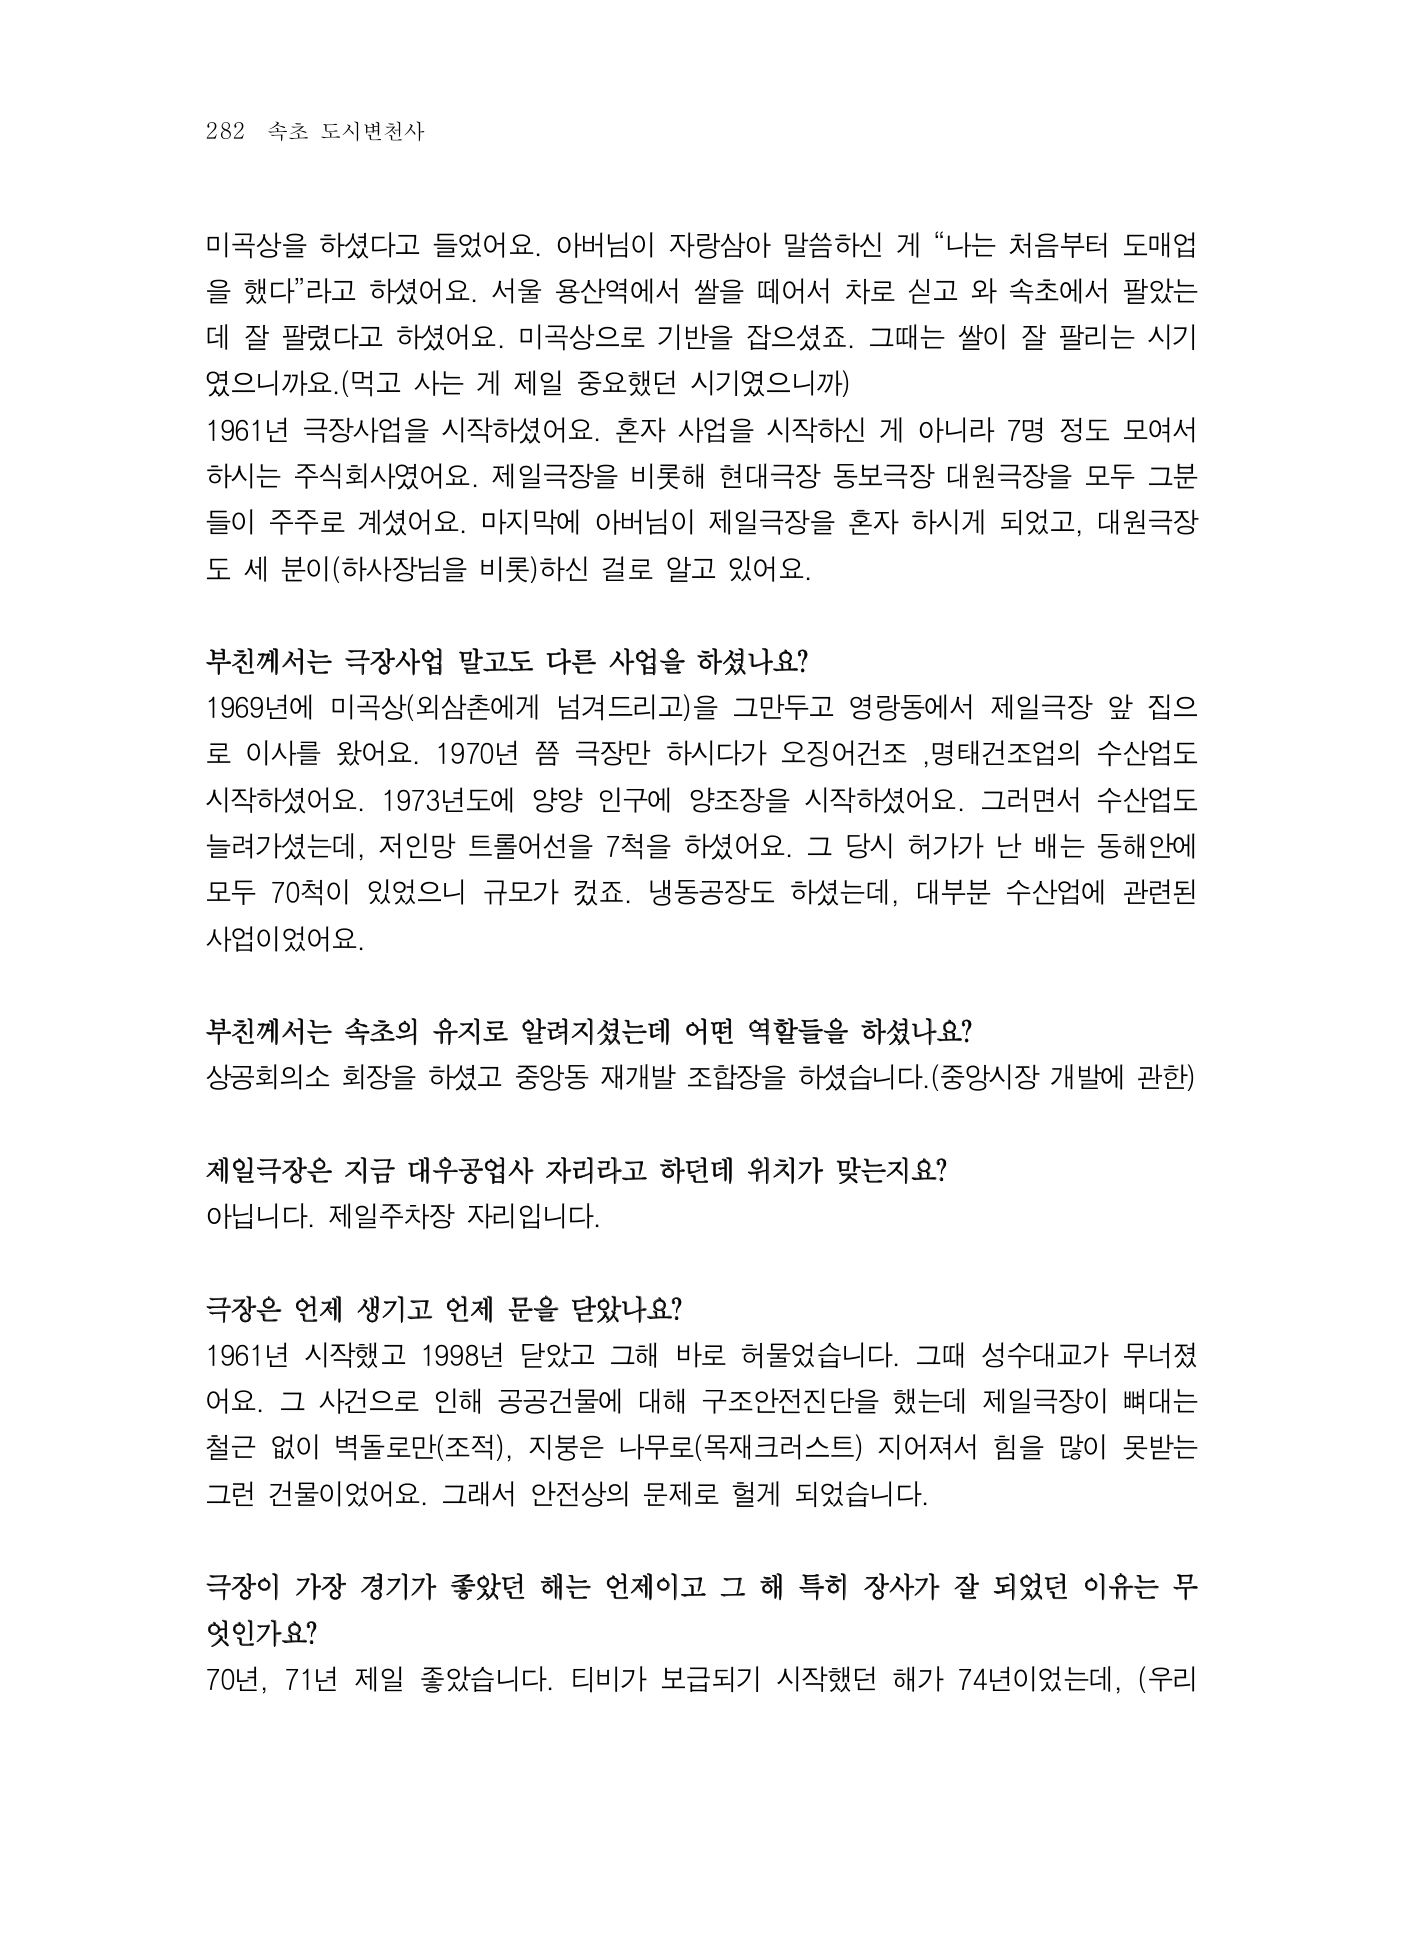 282 속초 도시변천사
미곡상을 하셨다고 들었어요. 아버님이 자랑삼아 말씀하신 게 “나는 처음부터 도매업
을 했다”라고 하셨어요. 서울 용산역에서 쌀을 떼어서 차로 싣고 와 속초에서 팔았는
데 잘 팔렸다고 하셨어요. 미곡상으로 기반을 잡으셨죠. 그때는 쌀이 잘 팔리는 시기
였으니까요.(먹고 사는 게 제일 중요했던 시기였으니까)
1961년 극장사업을 시작하셨어요. 혼자 사업을 시작하신 게 아니라 7명 정도 모여서
하시는 주식회사였어요. 제일극장을 비롯해 현대극장 동보극장 대원극장을 모두 그분
들이 주주로 계셨어요. 마지막에 아버님이 제일극장을 혼자 하시게 되었고, 대원극장
도 세 분이(하사장님을 비롯)하신 걸로 알고 있어요.
부친께서는 극장사업 말고도 다른 사업을 하셨나요?
1969년에 미곡상(외삼촌에게 넘겨드리고)을 그만두고 영랑동에서 제일극장 앞 집으
로 이사를 왔어요. 1970년 쯤 극장만 하시다가 오징어건조 ,명태건조업의 수산업도
시작하셨어요. 1973년도에 양양 인구에 양조장을 시작하셨어요. 그러면서 수산업도
늘려가셨는데, 저인망 트롤어선을 7척을 하셨어요. 그 당시 허가가 난 배는 동해안에
모두 70척이 있었으니 규모가 컸죠. 냉동공장도 하셨는데, 대부분 수산업에 관련된
사업이었어요.
부친께서는 속초의 유지로 알려지셨는데 어떤 역할들을 하셨나요?
상공회의소 회장을 하셨고 중앙동 재개발 조합장을 하셨습니다.(중앙시장 개발에 관한)
제일극장은 지금 대우공업사 자리라고 하던데 위치가 맞는지요?
아닙니다. 제일주차장 자리입니다.
극장은 언제 생기고 언제 문을 닫았나요?
1961년 시작했고 1998년 닫았고 그해 바로 허물었습니다. 그때 성수대교가 무너졌
어요. 그 사건으로 인해 공공건물에 대해 구조안전진단을 했는데 제일극장이 뼈대는
철근 없이 벽돌로만(조적), 지붕은 나무로(목재크러스트) 지어져서 힘을 많이 못받는
그런 건물이었어요. 그래서 안전상의 문제로 헐게 되었습니다.
극장이 가장 경기가 좋았던 해는 언제이고 그 해 특히 장사가 잘 되었던 이유는 무
엇인가요?
70년, 71년 제일 좋았습니다. 티비가 보급되기 시작했던 해가 74년이었는데, (우리